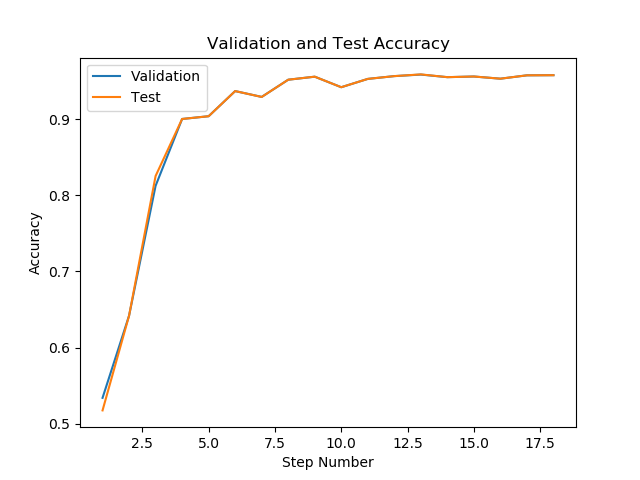 Validation and Test Accuracy
Validation
Test
Accuracy
0.9
0.8
0.7
0.6
0.5
2.5 5.0 7.5 10.0 12.5 15.0 17.5
Step Number